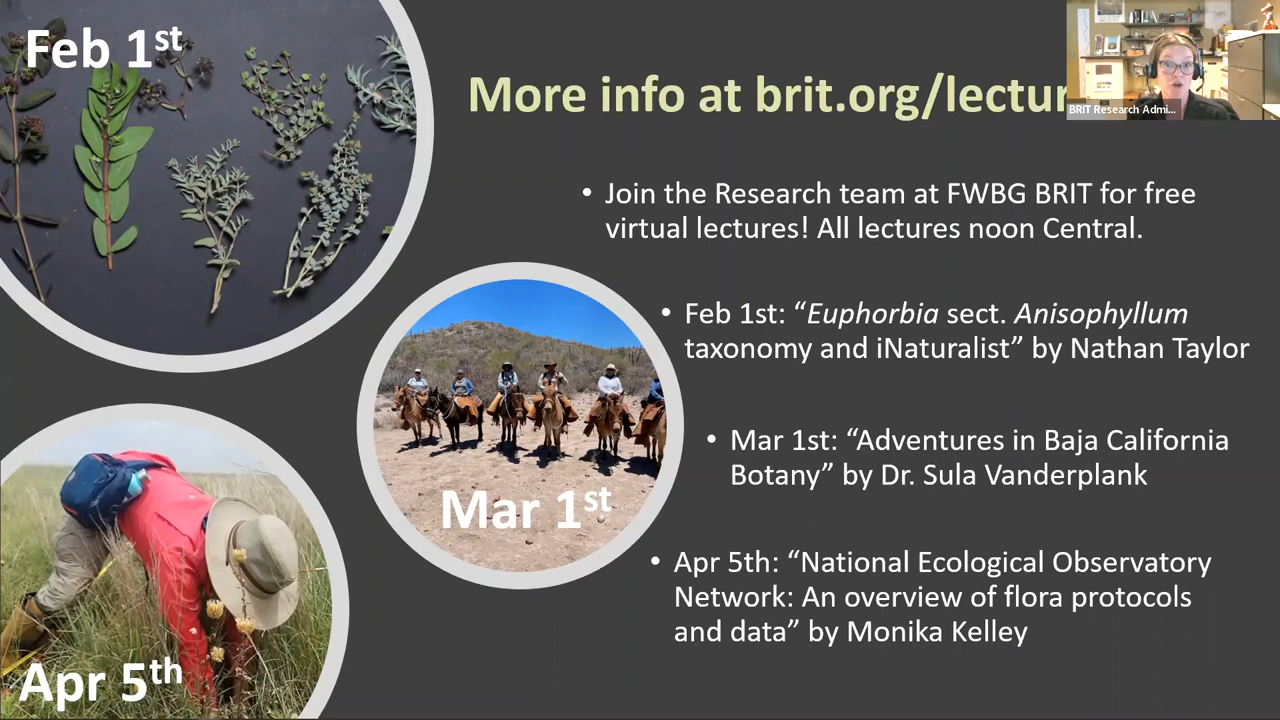 Feb 1st
More info at brit.org/lectur
BRIT Research Admi...
• Join the Research team at FWBG BRIT for free
virtual lectures! All lectures noon Central.
• Feb 1st: “Euphorbia sect. Anisophyllum
taxonomy and iNaturalist” by Nathan Taylor
Mar 1st
• Mar 1st: “Adventures in Baja California
Botany” by Dr. Sula Vanderplank
• Apr 5th: “National Ecological Observatory
Network: An overview of flora protocols
and data” by Monika Kelley
Apr 5th